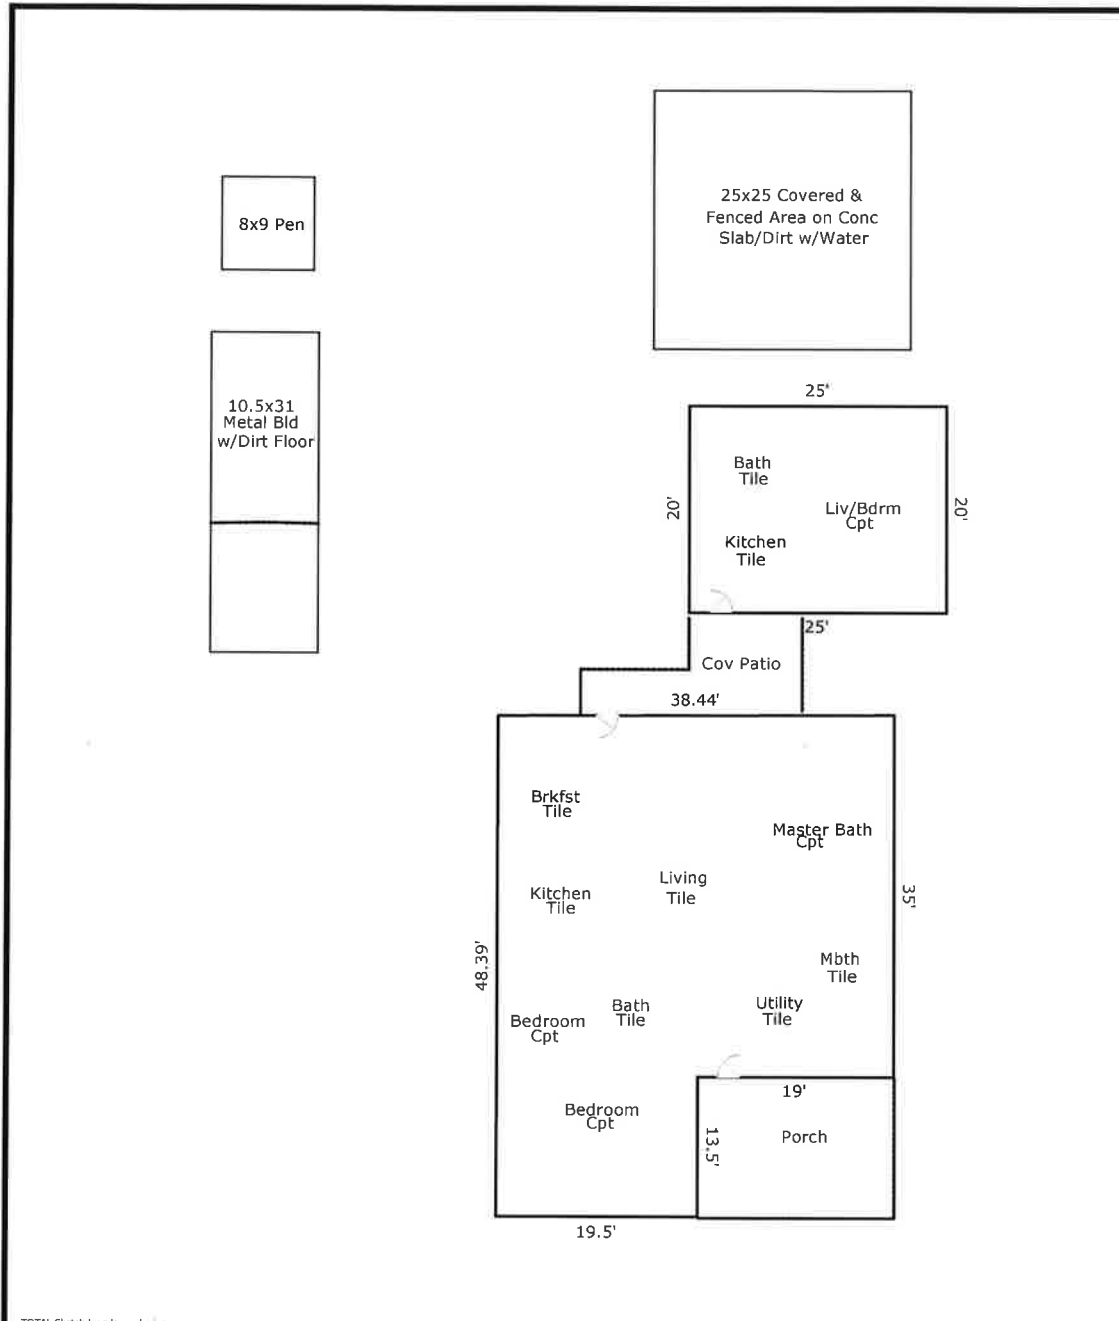 25x25 Covered &
Fenced Area on Conc
Slab/Dirt w/Water
8x9 Pen
10.5x31
Metal Bld
w/Dirt Floor
25'
20'
Bath
Tile
Liv/Bdrm
Cpt
20'
Kitchen
Tile
25'
Cov Patio
38.44'
Brkfst
Tile
Master Bath
Cpt
Living
Tile
Kitchen
Tile
35'
48.39'
Mbth
Tile
Bath
Tile
Utility
Tile
Bedroom
Cpt
19'
Bedroom
Cpt
13.5'
Porch
19.5'